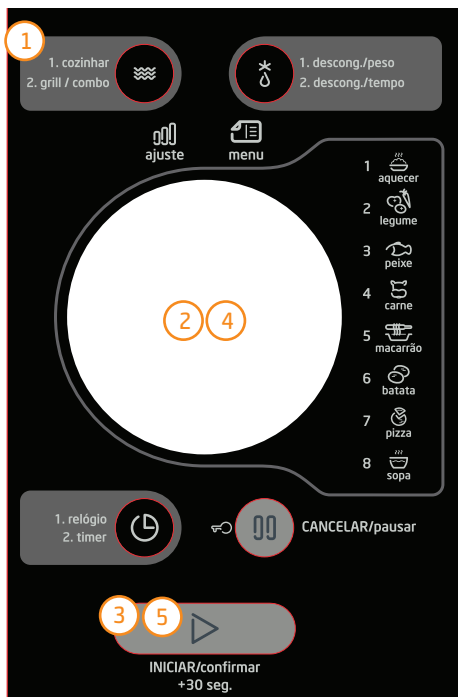 1
1. cozinhar
2. grill / combo
1. descong./peso
2. descong./tempo
ajuste
menu
1
aquecer
2
legume
3
peixe
4
carne
5
macarrão
6
batata
7
pizza
8
sopa
2 4
1. relógio
2. timer
CANCELAR/pausar
3 5
INICIAR/confirmar
+30 seg.